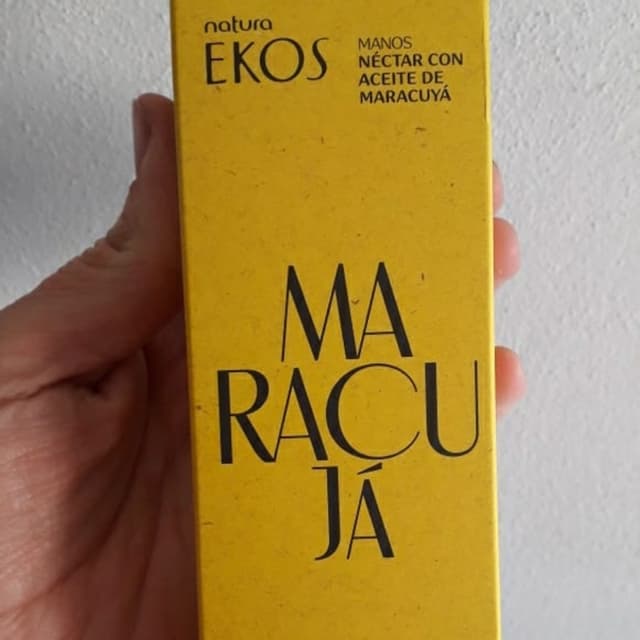 natura
EKOS
MANOS
NÉCTAR CON
ACEITE DE
MARACUYÁ
MA
RACU
JÁ